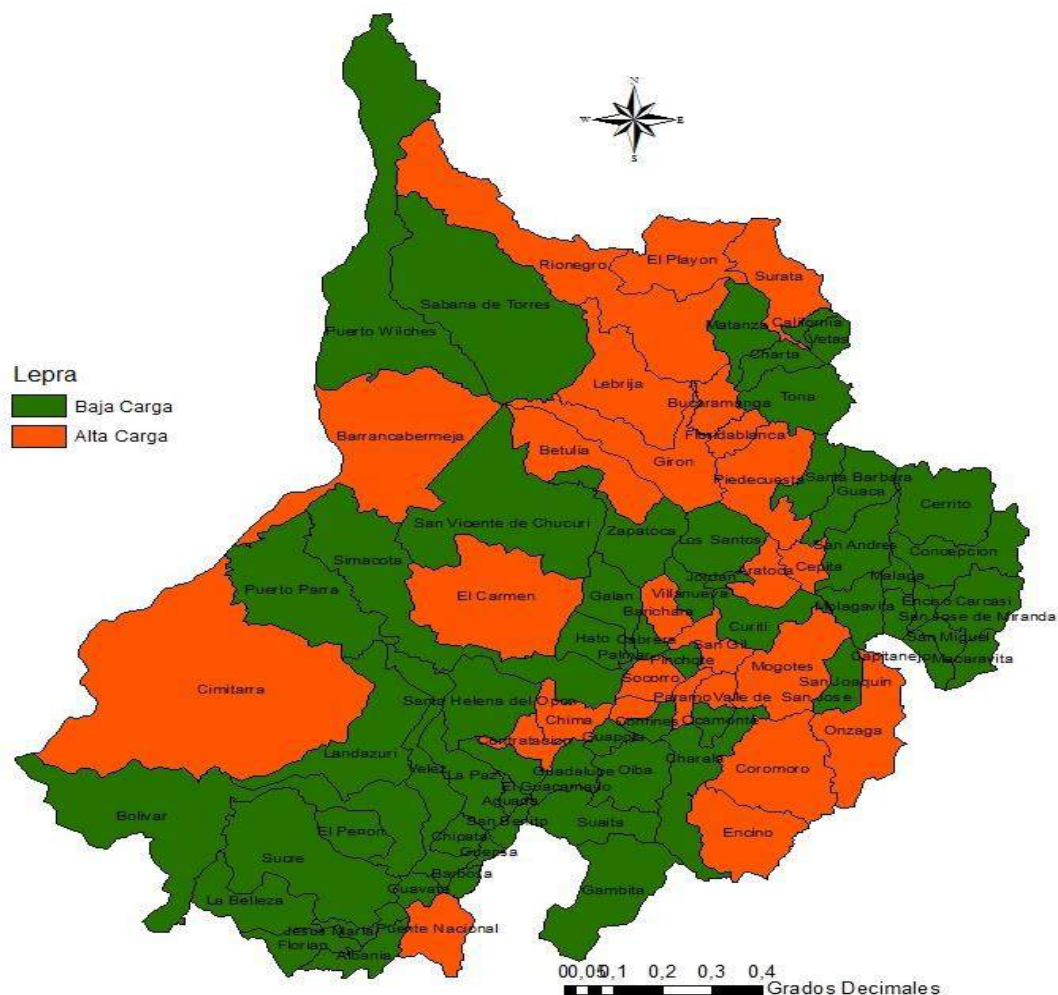 N
W E
S
Rionegro
El Playon
Surata
Sabana de Torres
Puerto Wilches
Matanza
California
Vetas
Charta
Lepra
Baja Carga
Alta Carga
Lebrija
Tona
Bucaramanga
Barrancabermeja
Floridablanca
Betulia
Giron
Piedecuesta
Santa Barbara
Guaca
Cerrito
San Vicente de Chucuri
Zapatoca
Los Santos
San Andres
Concepcion
Simacota
Aratoca
Cepita
Malaga
Jordan
Puerto Parra
El Carmen
Galan
Villanueva
Barichara
Molagavita
Enciso
Carcasi
San Jose de Miranda
Curiti
Hato
Cabrera
San Gil
San Miguel
Palmar
Pinchote
Capitanejo
Macaravita
Mogotes
Cimitarra
Socorro
San Joaquin
Santa Helena del Opon
Paramo
Valle de San Jose
Chima
Confines
Ocamonte
Onzaga
Contratacion
Guapota
Landazuri
Charala
Velez
La Paz
Guadalupe
Oiba
Coromoro
El Guacamayo
Aguada
Bolivar
San Benito
Suaita
El Penon
Chipata
Encino
Sucre
Guepsa
Barbosa
Guavata
Gambita
La Belleza
Puente Nacional
Jesus Maria
Florian
Albania
00,050,1 0,2 0,3 0,4
Grados Decimales